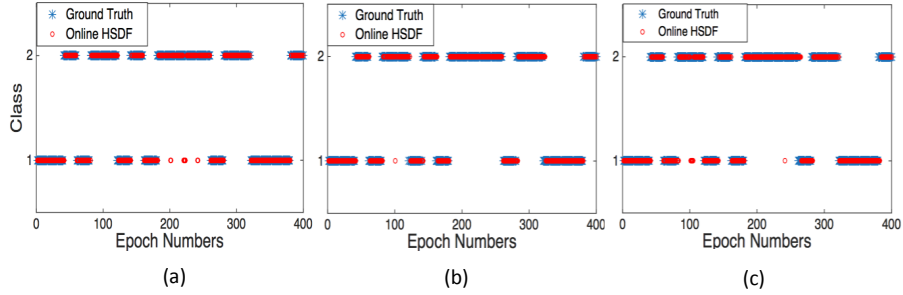 Ground Truth
Online HSDF
Class
2
1
0 100 200 300 400
Epoch Numbers
(a)
Ground Truth
Online HSDF
2
1
0 100 200 300 400
Epoch Numbers
(b)
Ground Truth
Online HSDF
2
1
0 100 200 300 400
Epoch Numbers
(c)